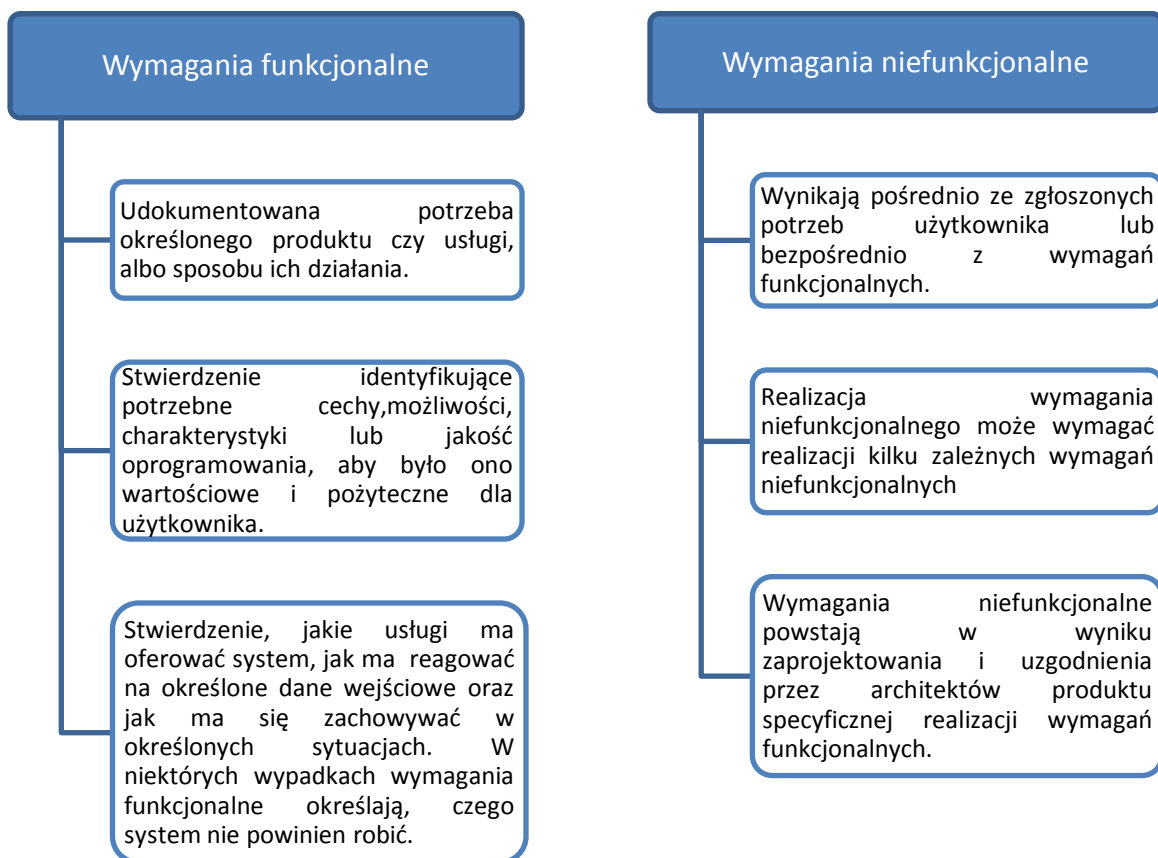 Wymagania funkcjonalne
Udokumentowana potrzeba
określonego produktu czy usługi,
albo sposobu ich działania.
Stwierdzenie identyfikujące
potrzebne cechy,możliwości,
charakterystyki lub jakość
oprogramowania, aby było ono
wartościowe i pożyteczne dla
użytkownika.
Stwierdzenie, jakie usługi ma
oferować system, jak ma reagować
na określone dane wejściowe oraz
jak ma się zachowywać w
określonych sytuacjach. W
niektórych wypadkach wymagania
funkcjonalne określają, czego
system nie powinien robić.
Wymagania niefunkcjonalne
Wynikają pośrednio ze zgłoszonych
potrzeb użytkownika lub
bezpośrednio z wymagań
funkcjonalnych.
Realizacja wymagania
niefunkcjonalnego może wymagać
realizacji kilku zależnych wymagań
niefunkcjonalnych
Wymagania niefunkcjonalne
powstają w wyniku
zaprojektowania i uzgodnienia
przez architektów produktu
specyficznej realizacji wymagań
funkcjonalnych.